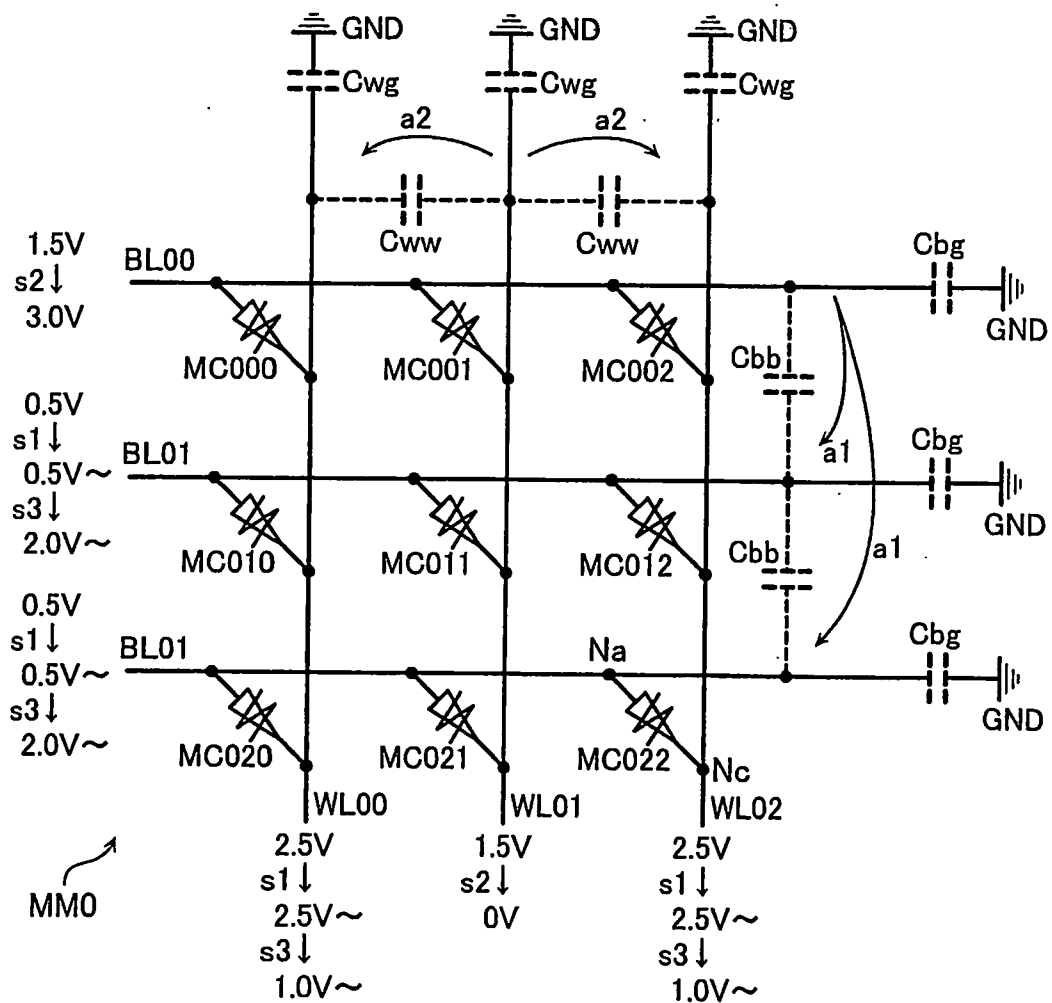 GND GND GND
Cwg Cwg Cwg
a2 a2
Cww Cww
1.5V
s2↓
3.0V
BL00
Cbg
GND
MC000 MC001 MC002
Cbb
a1
0.5V
s1↓
0.5V～
s3↓
2.0V～
BL01
Cbg
GND
MC010 MC011 MC012
Cbb
a1
0.5V
s1↓
0.5V～
s3↓
2.0V～
BL01
Na
Cbg
GND
MC020 MC021 MC022
Nc
WL00 WL01 WL02
2.5V 1.5V 2.5V
s1↓ s2↓ s1↓
2.5V～ 0V 2.5V～
s3↓ s3↓
1.0V～ 1.0V～
MM0